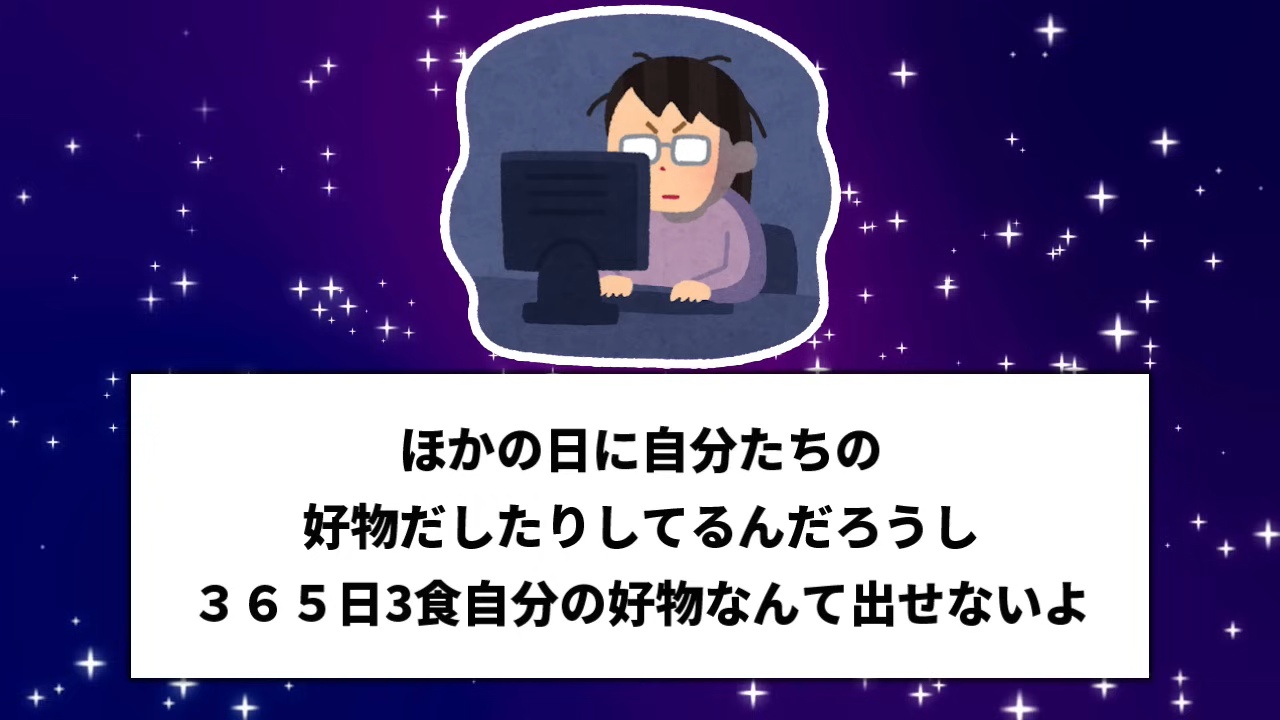 ほかの日に自分たちの
好物だしたりしてるんだろうし
３６５日3食自分の好物なんて出せないよ